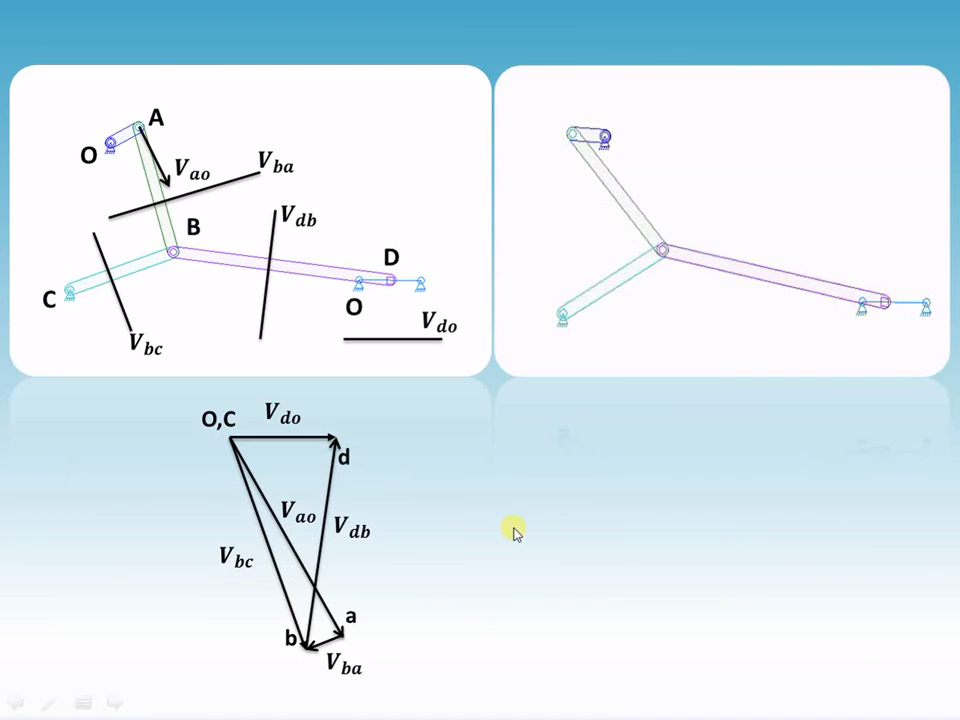 A
O
V_ao
V_ba
B
V_db
D
C
O
V_do
V_bc
O,C
V_do
d
V_ao
V_db
V_bc
a
b
V_ba